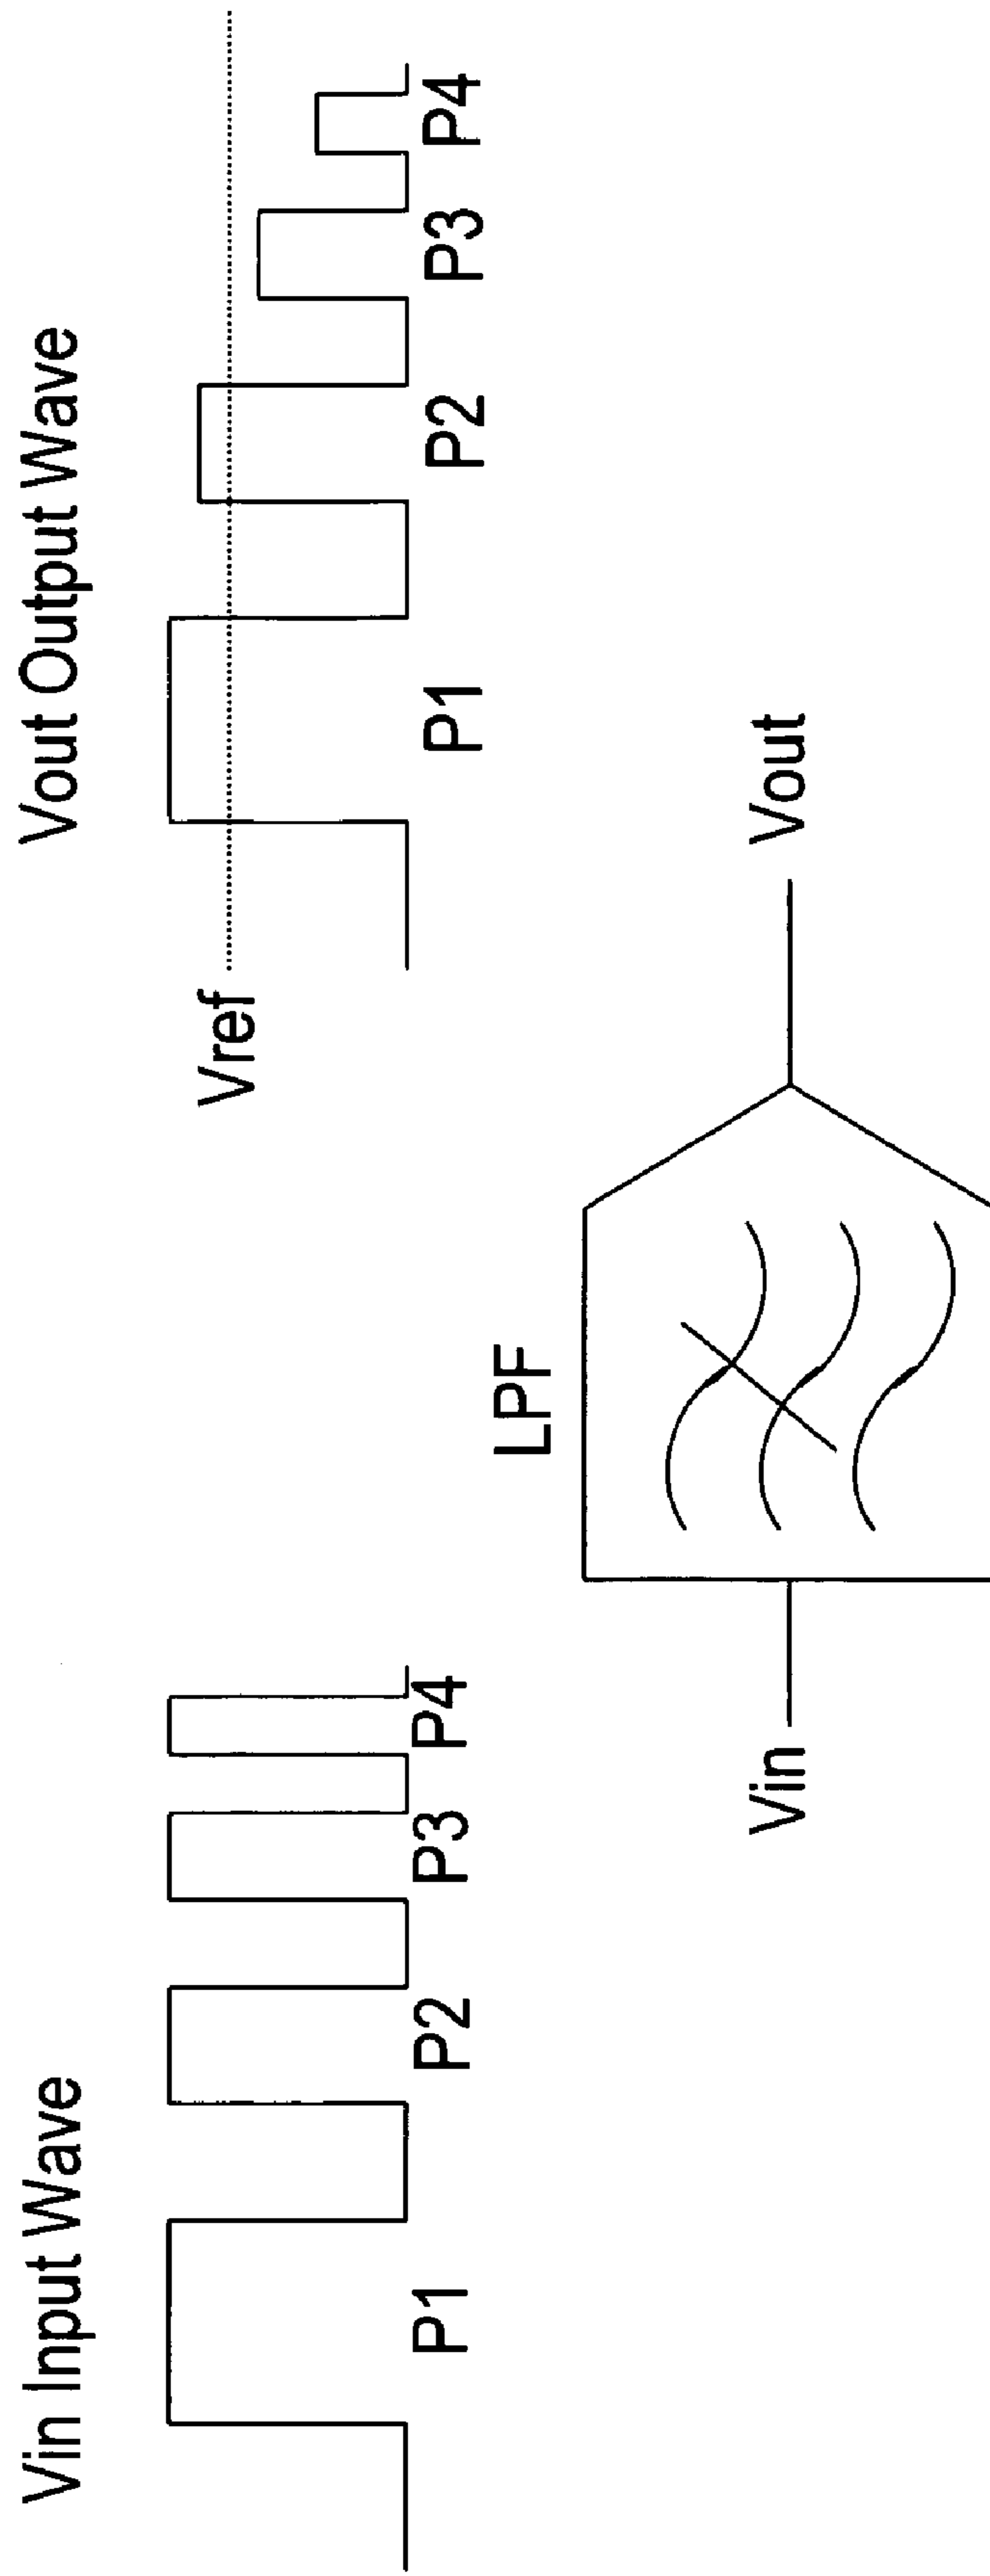 Vin Input Wave
P1
P2
P3
P4
Vout Output Wave
Vref
P1
P2
P3
P4
LPF
Vin
Vout